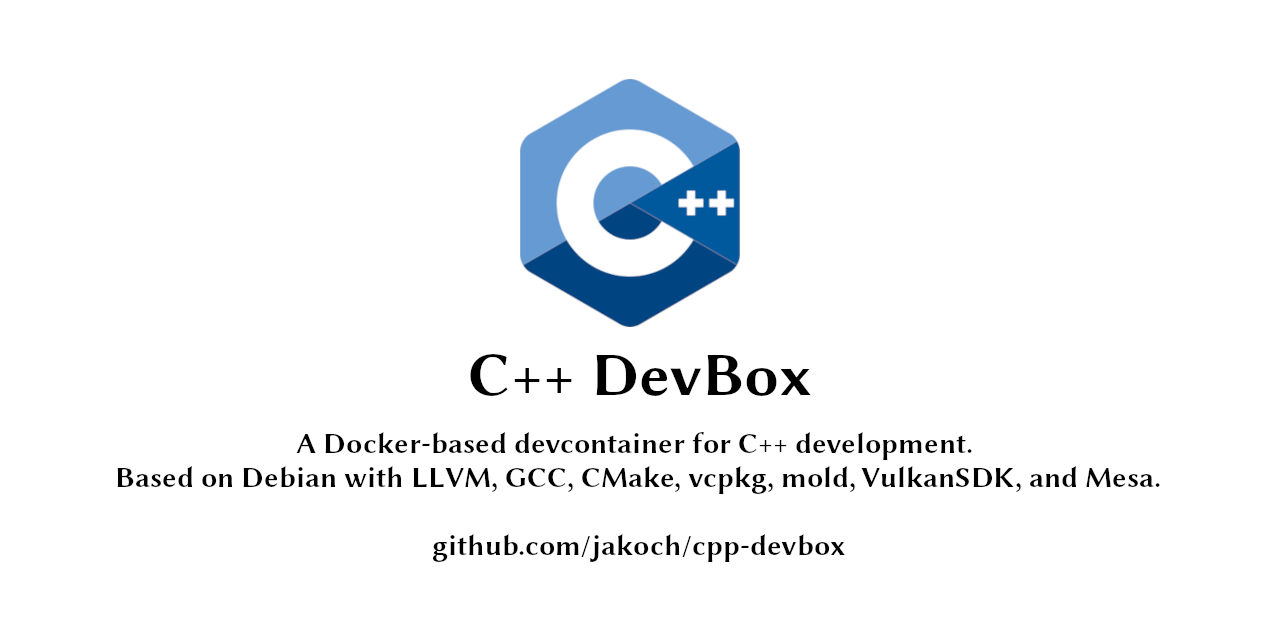 C++
C++ DevBox
A Docker-based devcontainer for C++ development.
Based on Debian with LLVM, GCC, CMake, vcpkg, mold, VulkanSDK, and Mesa.
github.com/jakoch/cpp-devbox